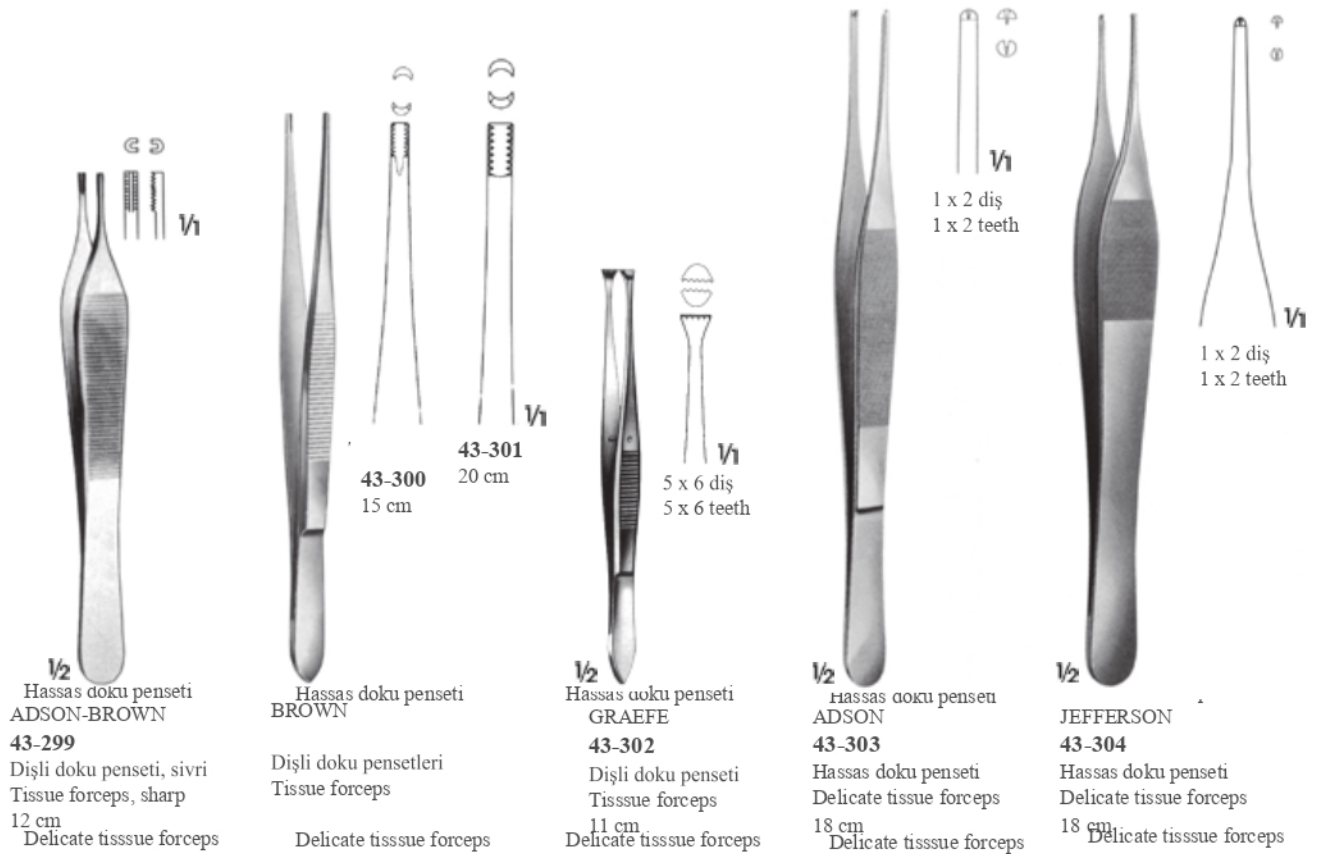 1/1
1/2
Hassas doku penseti
ADSON-BROWN
43-299
Dişli doku penseti, sivri
Tissue forceps, sharp
12 cm
Delicate tisssue forceps
1/1
43-300
15 cm
43-301
20 cm
Hassas doku penseti
BROWN
Dişli doku pensetleri
Tissue forceps
Delicate tisssue forceps
1/1
5 x 6 diş
5 x 6 teeth
1/2
Hassas doku penseti
GRAEFE
43-302
Dişli doku penseti
Tisssue forceps
11 cm
Delicate tisssue forceps
1/1
1 x 2 diş
1 x 2 teeth
1/2
Hassas doku penseti
ADSON
43-303
Hassas doku penseti
Delicate tissue forceps
18 cm
Delicate tisssue forceps
1/1
1 x 2 diş
1 x 2 teeth
1/2
JEFFERSON
43-304
Hassas doku penseti
Delicate tissue forceps
18 cm
Delicate tisssue forceps